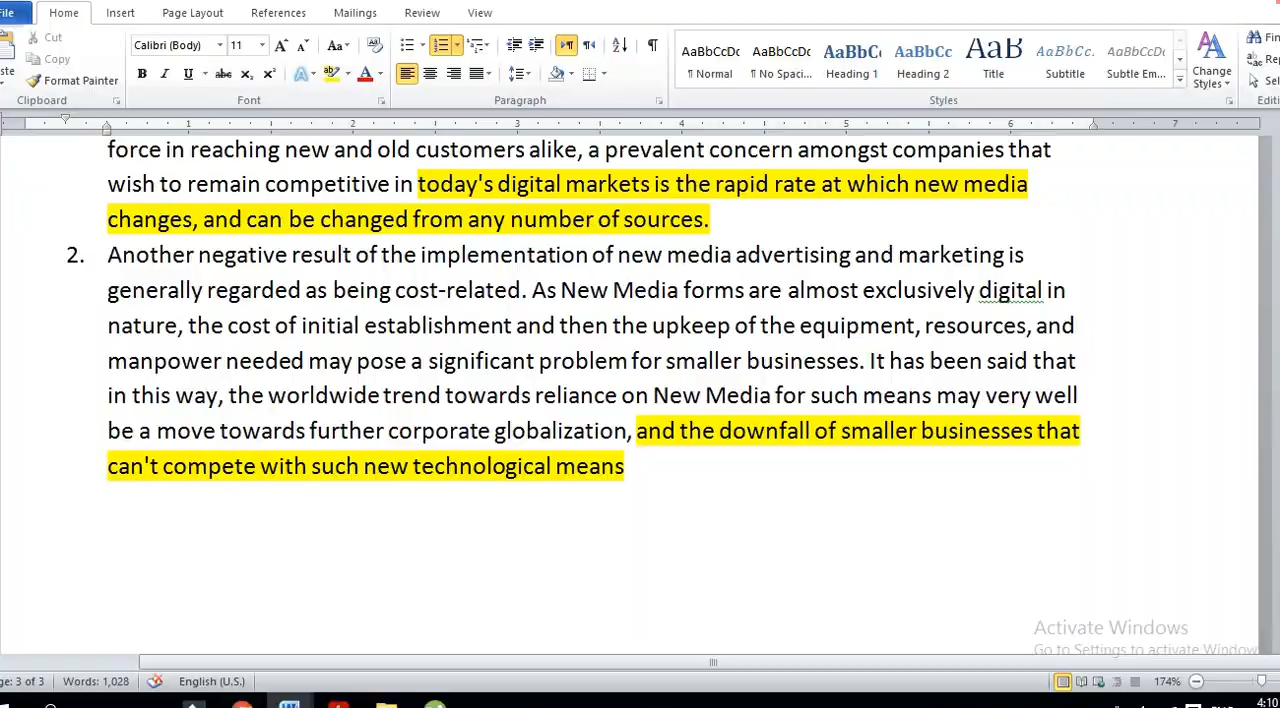 File Home Insert Page Layout References Mailings Review View
Cut
Copy
Format Painter
Clipboard
Calibri (Body) 11
Font
Paragraph
AaBbCcDc AaBbCcDc AaBbC AaBbCc AaB AaBbCc. AaBbCcDc
¶ Normal ¶ No Spaci... Heading 1 Heading 2 Title Subtitle Subtle Em...
Change
Styles
Styles
1 2 3 4 5 6 7
force in reaching new and old customers alike, a prevalent concern amongst companies that
wish to remain competitive in today's digital markets is the rapid rate at which new media
changes, and can be changed from any number of sources.
2. Another negative result of the implementation of new media advertising and marketing is
generally regarded as being cost-related. As New Media forms are almost exclusively digital in
nature, the cost of initial establishment and then the upkeep of the equipment, resources, and
manpower needed may pose a significant problem for smaller businesses. It has been said that
in this way, the worldwide trend towards reliance on New Media for such means may very well
be a move towards further corporate globalization, and the downfall of smaller businesses that
can't compete with such new technological means
Activate Windows
Go to Settings to activate Window
ge: 3 of 3 Words: 1,028 English (U.S.) 174%
4:10